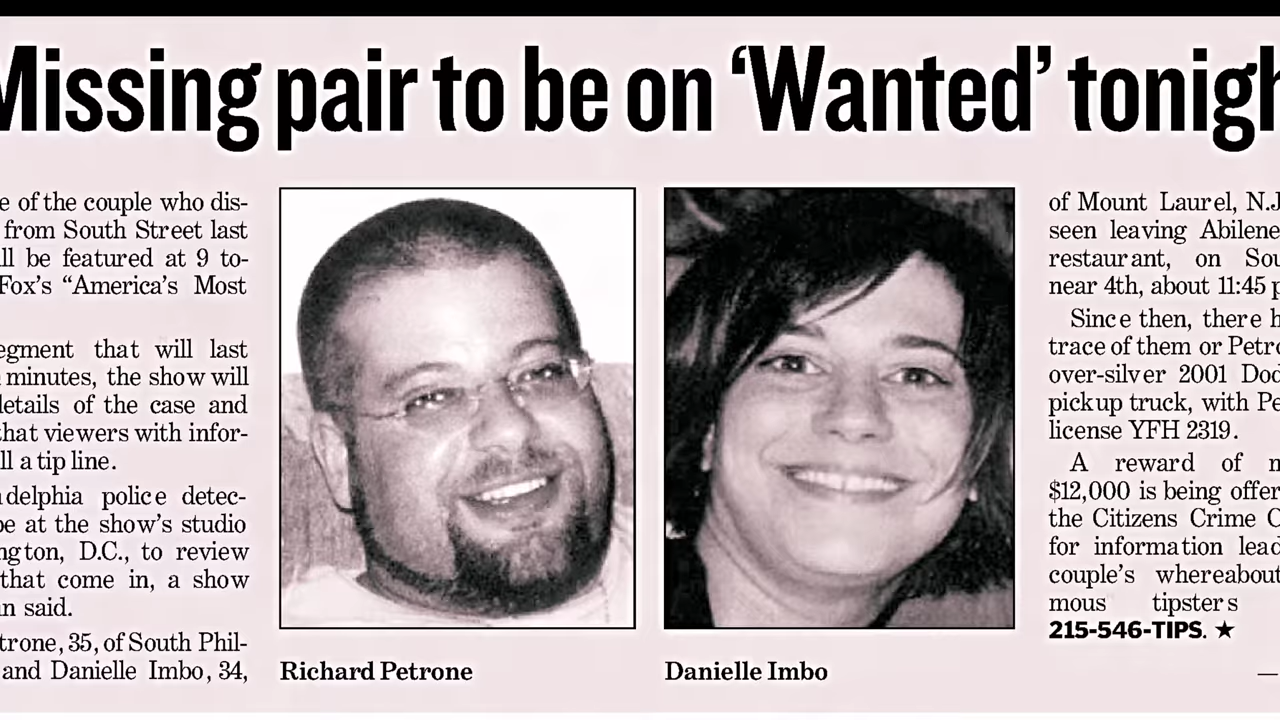 Missing pair to be on ‘Wanted’ tonigh
e of the couple who dis-
from South Street last
ll be featured at 9 to-
Fox’s “America’s Most
egment that will last
minutes, the show will
details of the case and
that viewers with infor-
ll a tip line.
delphia police detec-
be at the show’s studio
ngton, D.C., to review
that come in, a show
n said.
trone, 35, of South Phil-
and Danielle Imbo, 34,
Richard Petrone
Danielle Imbo
of Mount Laurel, N.J
seen leaving Abilene
restaurant, on Sou
near 4th, about 11:45 p
Since then, there h
trace of them or Petro
over-silver 2001 Dod
pickup truck, with Pe
license YFH 2319.
A reward of m
$12,000 is being offer
the Citizens Crime C
for information lead
couple’s whereabout
mous tipsters
215-546-TIPS. ★
—